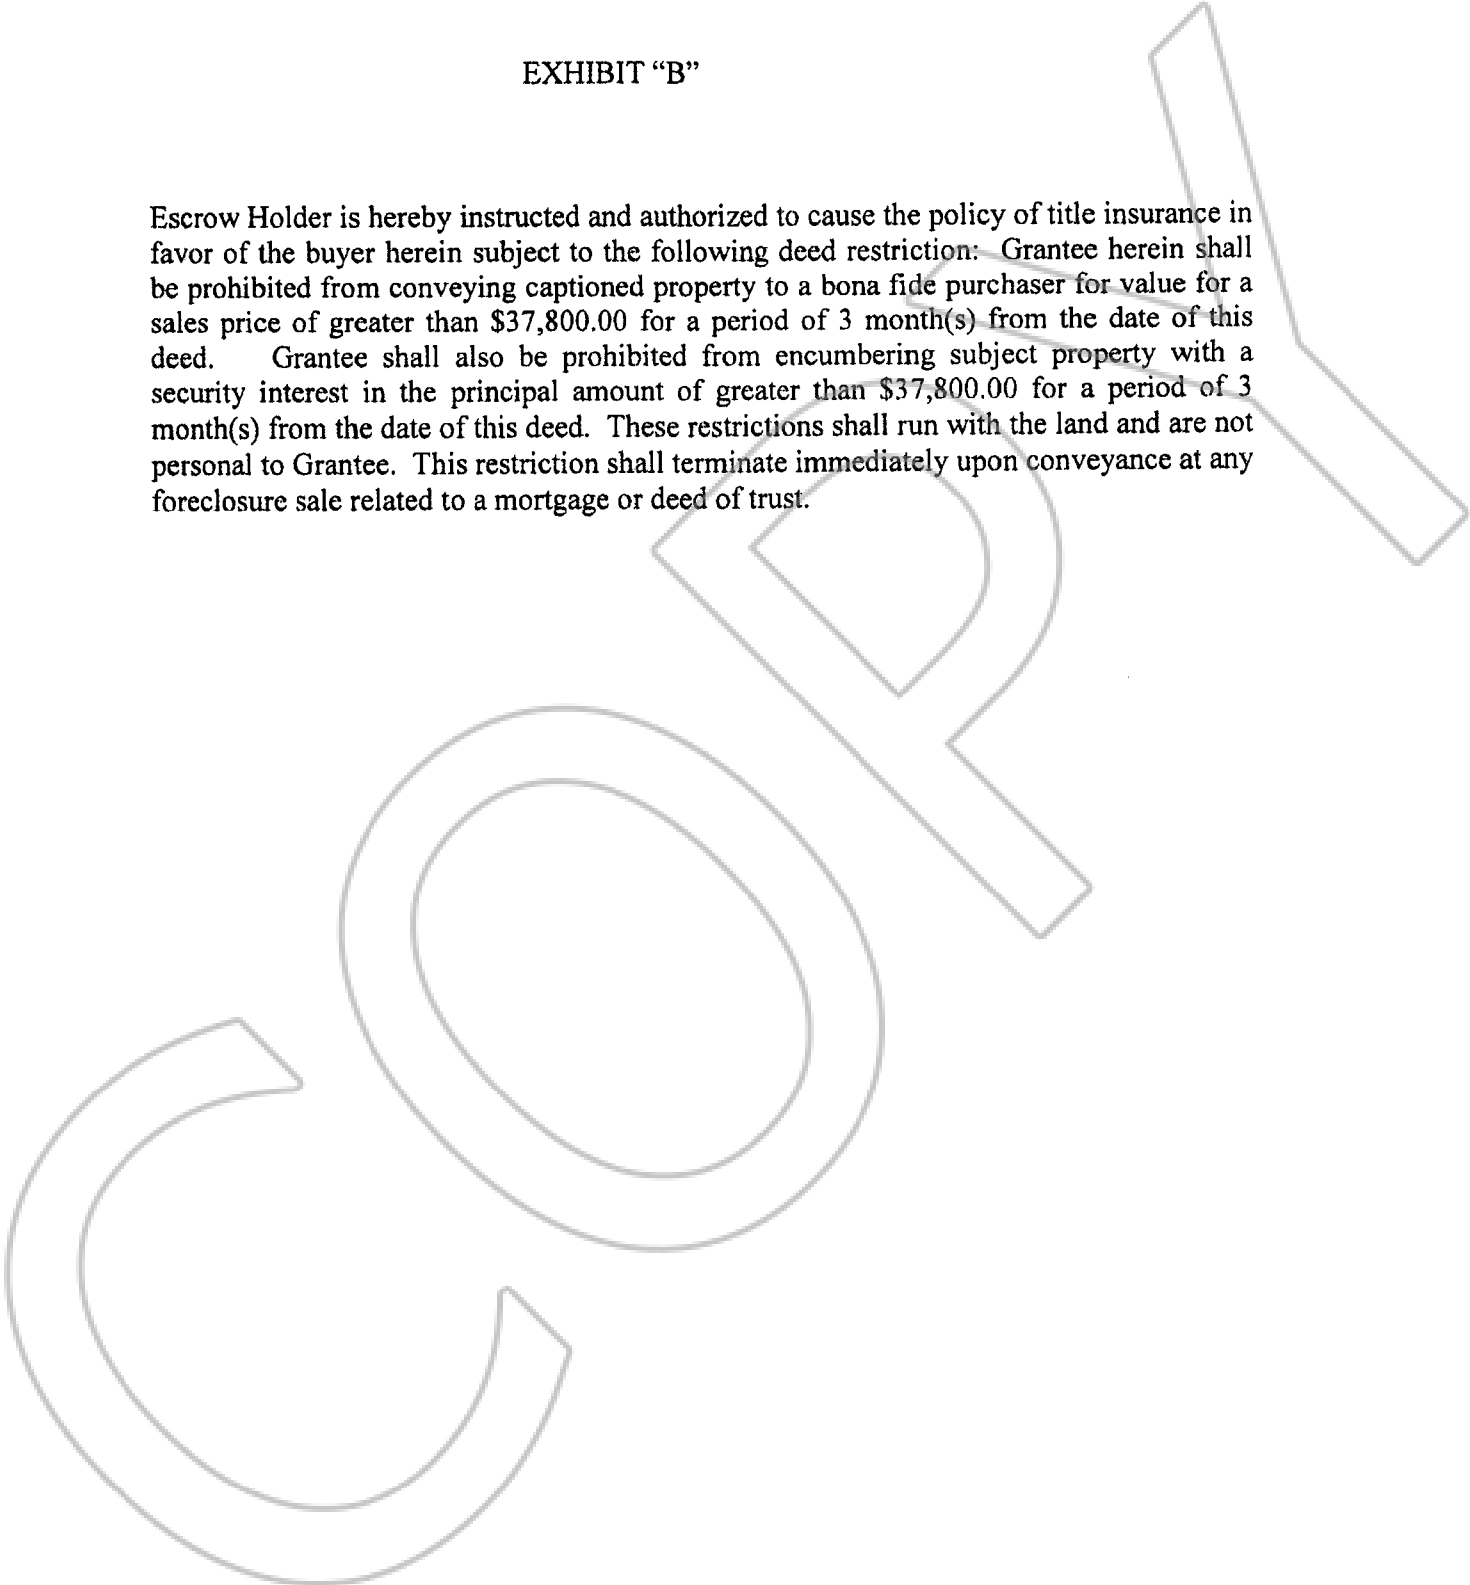 EXHIBIT “B”
Escrow Holder is hereby instructed and authorized to cause the policy of title insurance in
favor of the buyer herein subject to the following deed restriction: Grantee herein shall
be prohibited from conveying captioned property to a bona fide purchaser for value for a
sales price of greater than $37,800.00 for a period of 3 month(s) from the date of this
deed. Grantee shall also be prohibited from encumbering subject property with a
security interest in the principal amount of greater than $37,800.00 for a period of 3
month(s) from the date of this deed. These restrictions shall run with the land and are not
personal to Grantee. This restriction shall terminate immediately upon conveyance at any
foreclosure sale related to a mortgage or deed of trust.
COPY